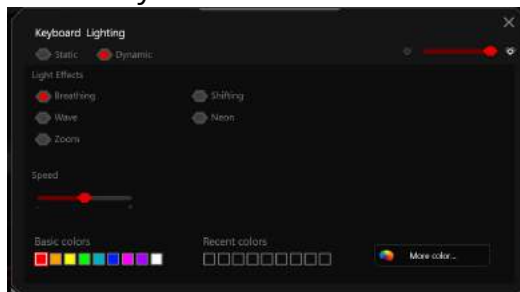 Keyboard Lighting
Static Dynamic
Light Effects
Breathing Shifting
Wave Neon
Zoom
Speed
Basic colors Recent colors
More color...